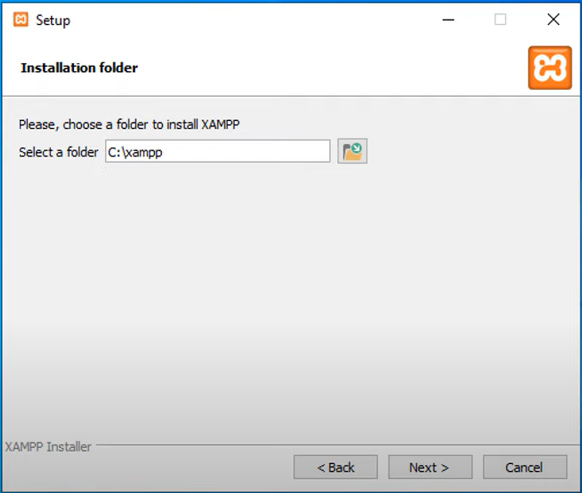 Setup
Installation folder
Please, choose a folder to install XAMPP
Select a folder C:\xampp
XAMPP Installer
< Back Next > Cancel